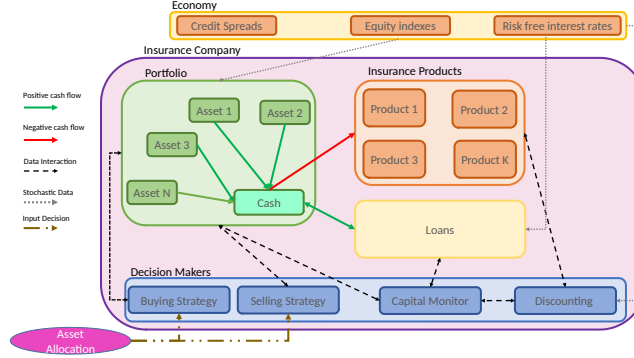 Economy
Credit Spreads
Equity indexes
Risk free interest rates
Insurance Company
Portfolio
Insurance Products
Asset 1
Asset 2
Asset 3
Asset N
Cash
Product 1
Product 2
Product 3
Product K
Loans
Positive cash flow
Negative cash flow
Data Interaction
Stochastic Data
Input Decision
Decision Makers
Buying Strategy
Selling Strategy
Capital Monitor
Discounting
Asset
Allocation